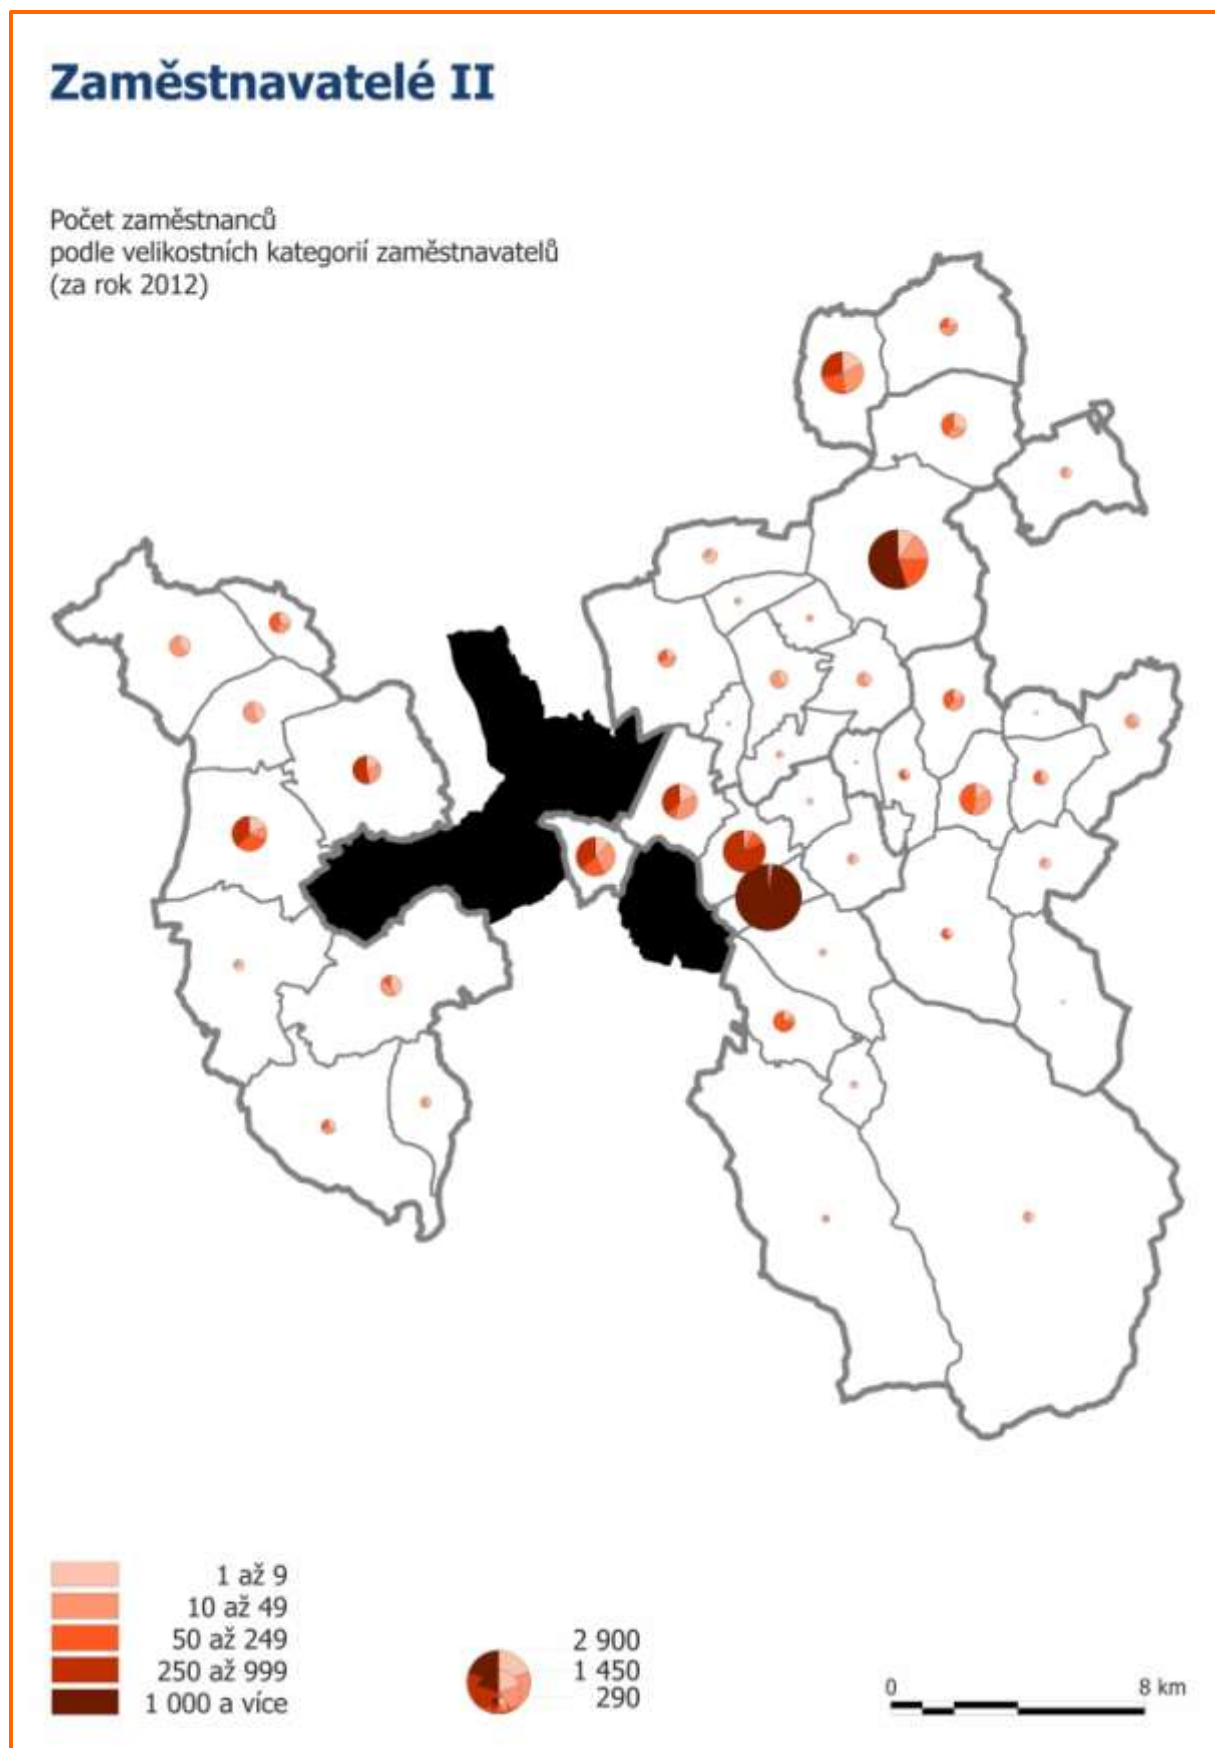 Zaměstnavatelé II
Počet zaměstnanců
podle velikostních kategorií zaměstnavatelů
(za rok 2012)
1 až 9
10 až 49
50 až 249
250 až 999
1 000 a více
2 900
1 450
290
0 8 km